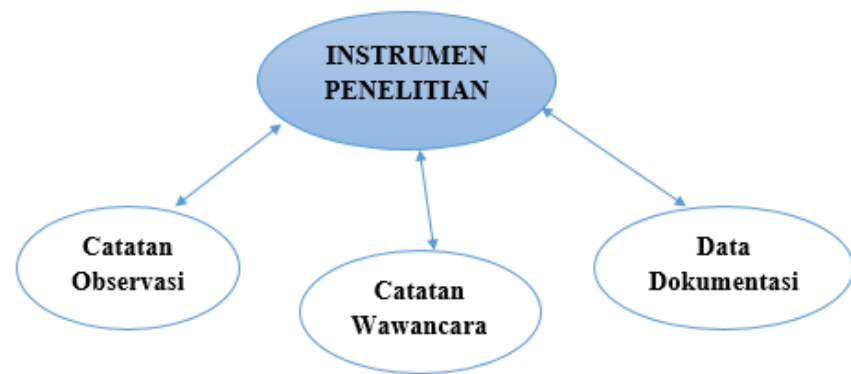 INSTRUMEN
PENELITIAN
Catatan
Observasi
Catatan
Wawancara
Data
Dokumentasi